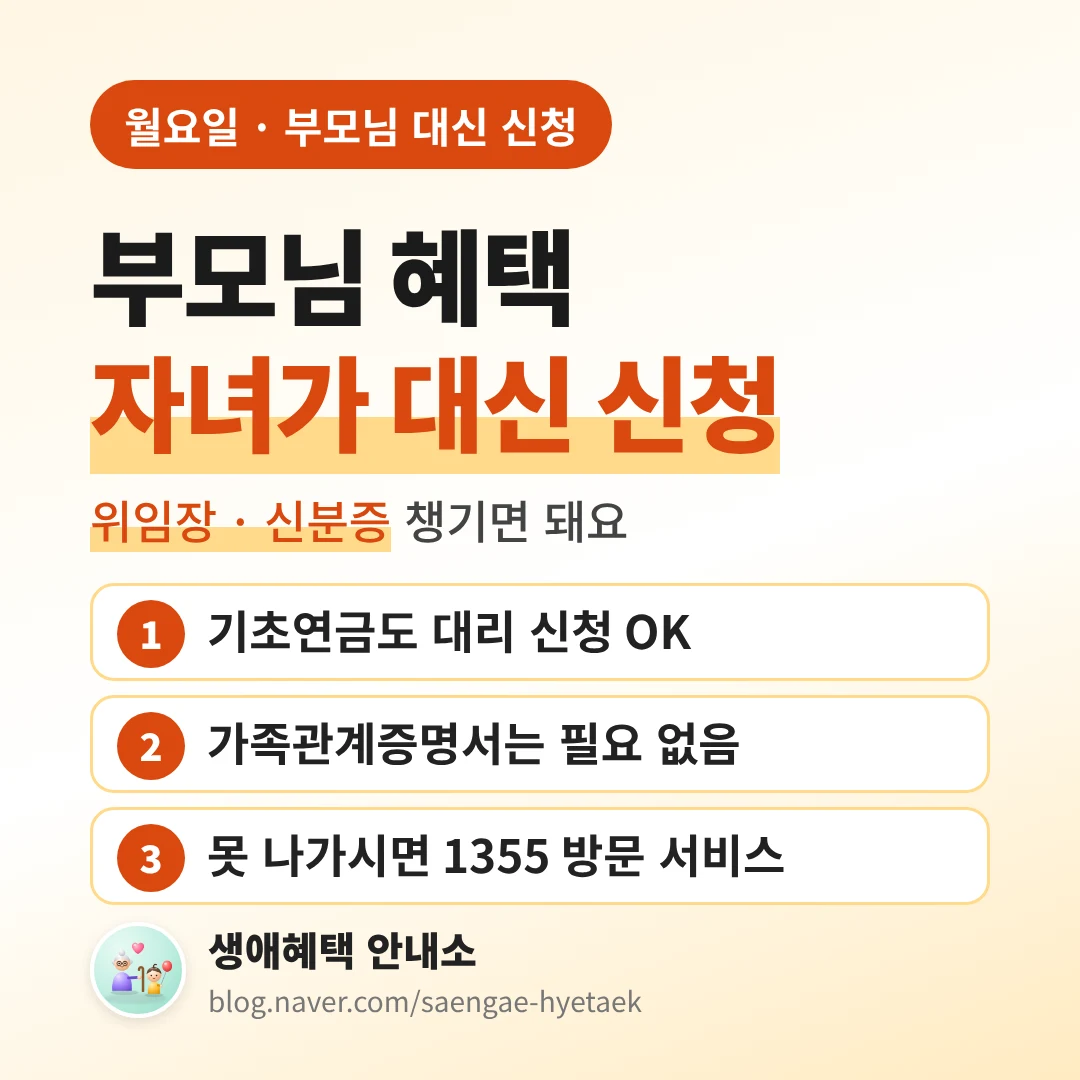 월요일 · 부모님 대신 신청
부모님 혜택
자녀가 대신 신청
위임장 · 신분증 챙기면 돼요
1 기초연금도 대리 신청 OK
2 가족관계증명서는 필요 없음
3 못 나가시면 1355 방문 서비스
생애혜택 안내소
blog.naver.com/saengae-hyetaek